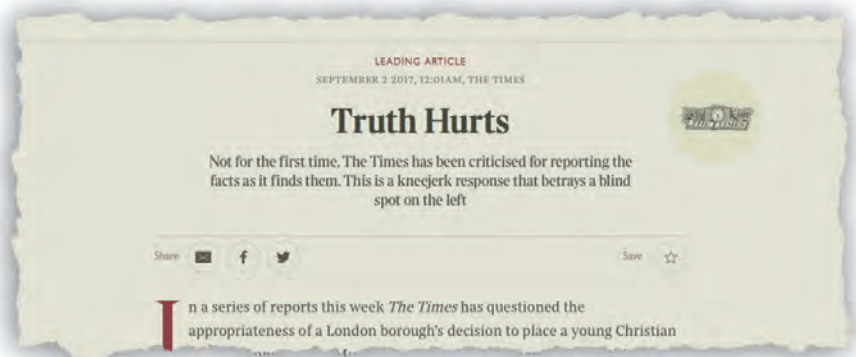 LEADING ARTICLE
SEPTEMBER 2 2017, 12:01AM, THE TIMES
Truth Hurts
THE TIMES
Not for the first time, The Times has been criticised for reporting the
facts as it finds them. This is a kneejerk response that betrays a blind
spot on the left
Share
f
Save
In a series of reports this week The Times has questioned the
appropriateness of a London borough's decision to place a young Christian